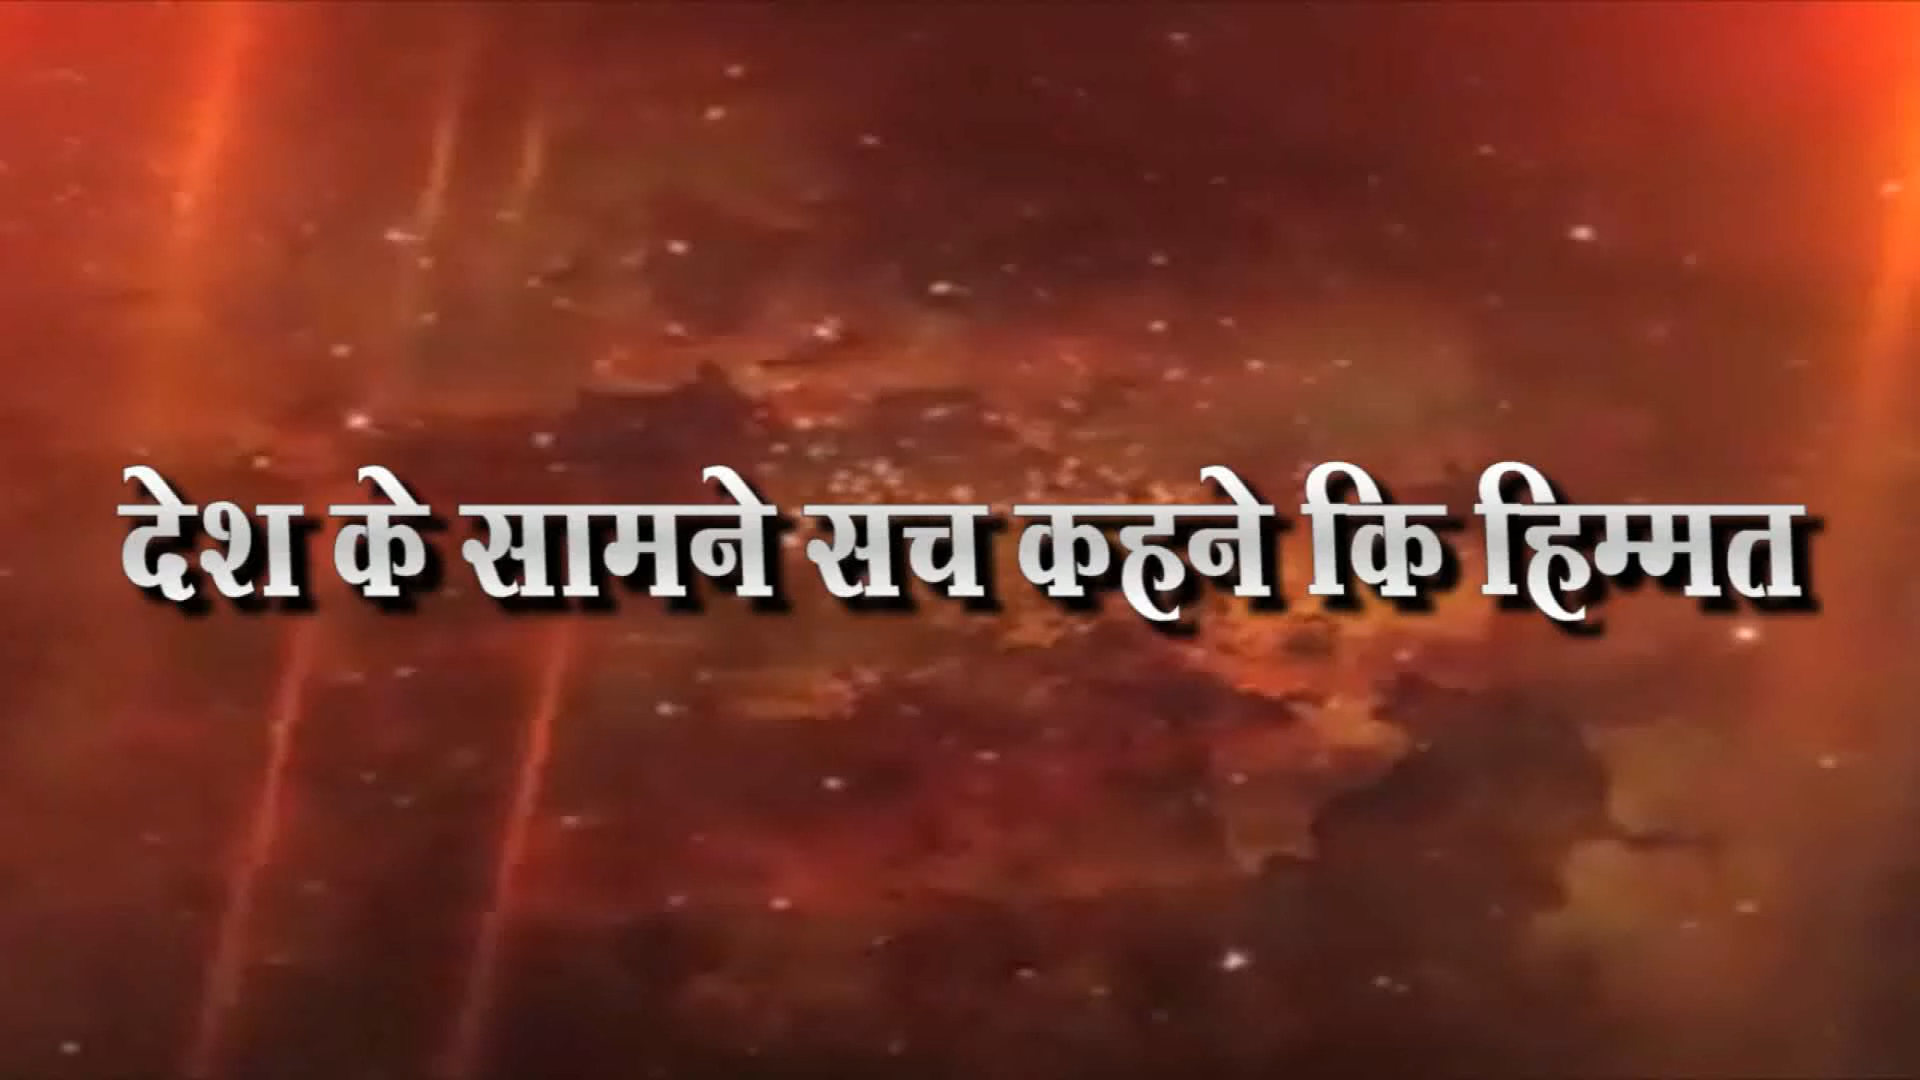 देश के सामने सच कहने कि हिम्मत